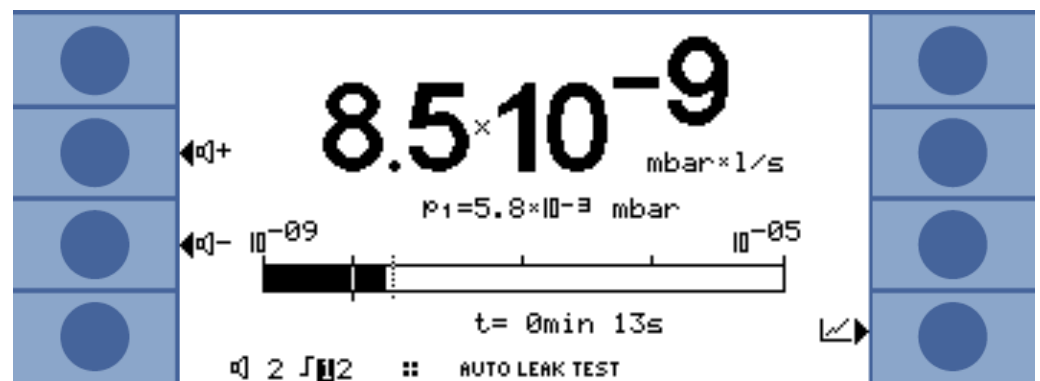 8.5×10⁻⁹ mbar×l/s
+
p1=5.8×10⁻³ mbar
- 10⁻⁰⁹ 10⁻⁰⁵
t= 0min 13s
2 12 AUTO LEAK TEST